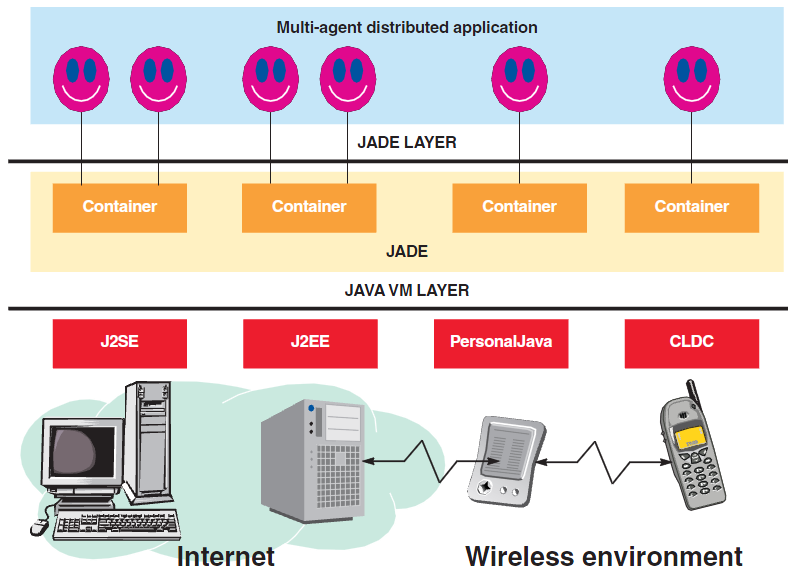 Multi-agent distributed application
JADE LAYER
Container
Container
Container
Container
JADE
JAVA VM LAYER
J2SE
J2EE
PersonalJava
CLDC
Internet
Wireless environment